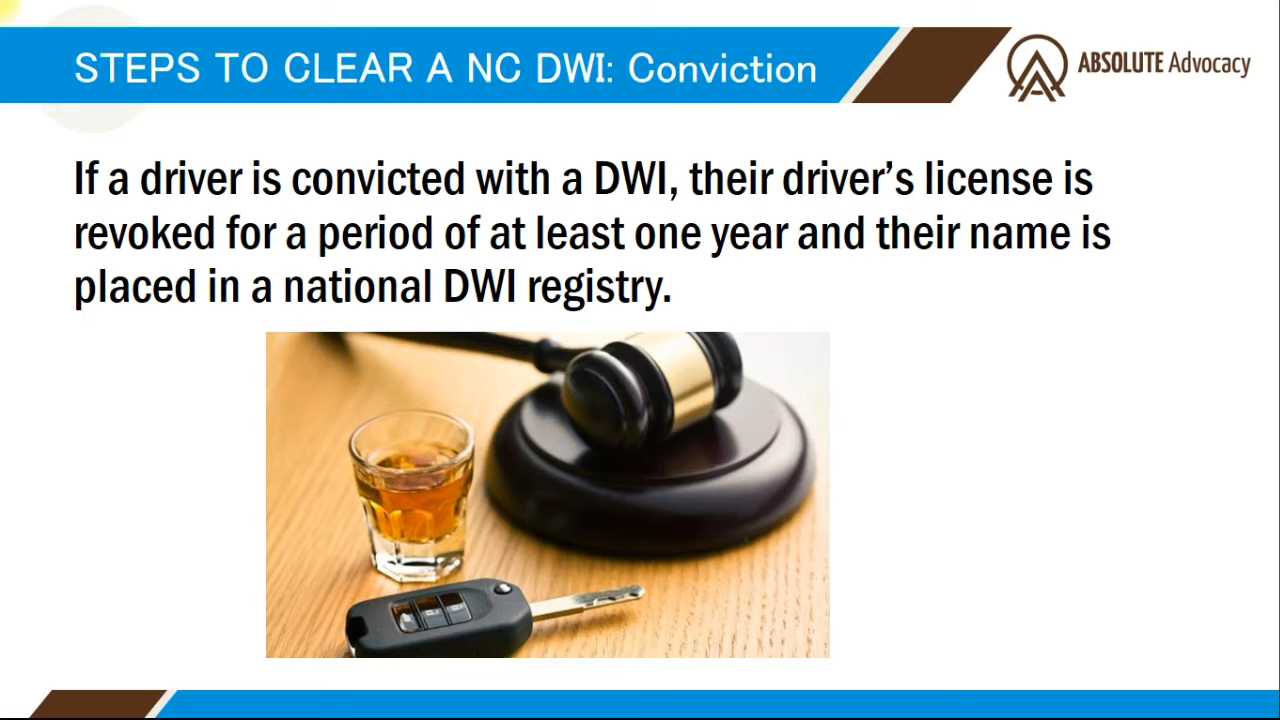 STEPS TO CLEAR A NC DWI: Conviction
ABSOLUTE Advocacy
If a driver is convicted with a DWI, their driver’s license is
revoked for a period of at least one year and their name is
placed in a national DWI registry.